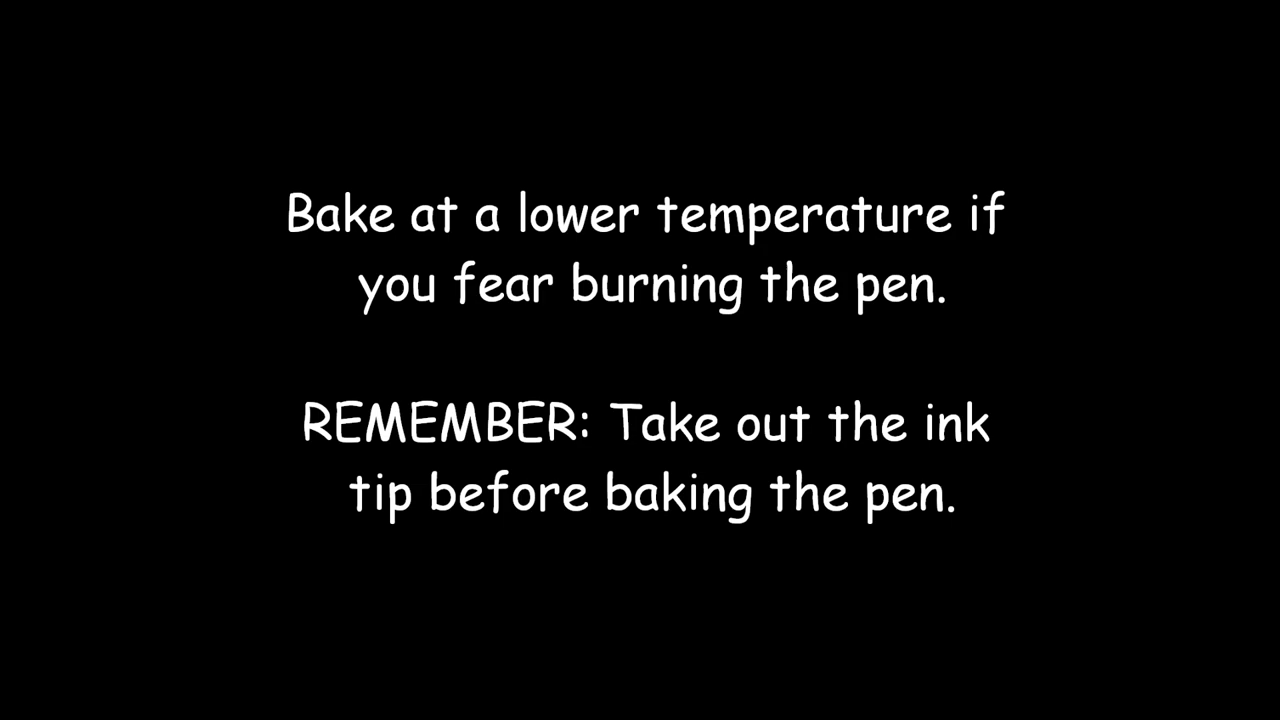 Bake at a lower temperature if
you fear burning the pen.
REMEMBER: Take out the ink
tip before baking the pen.